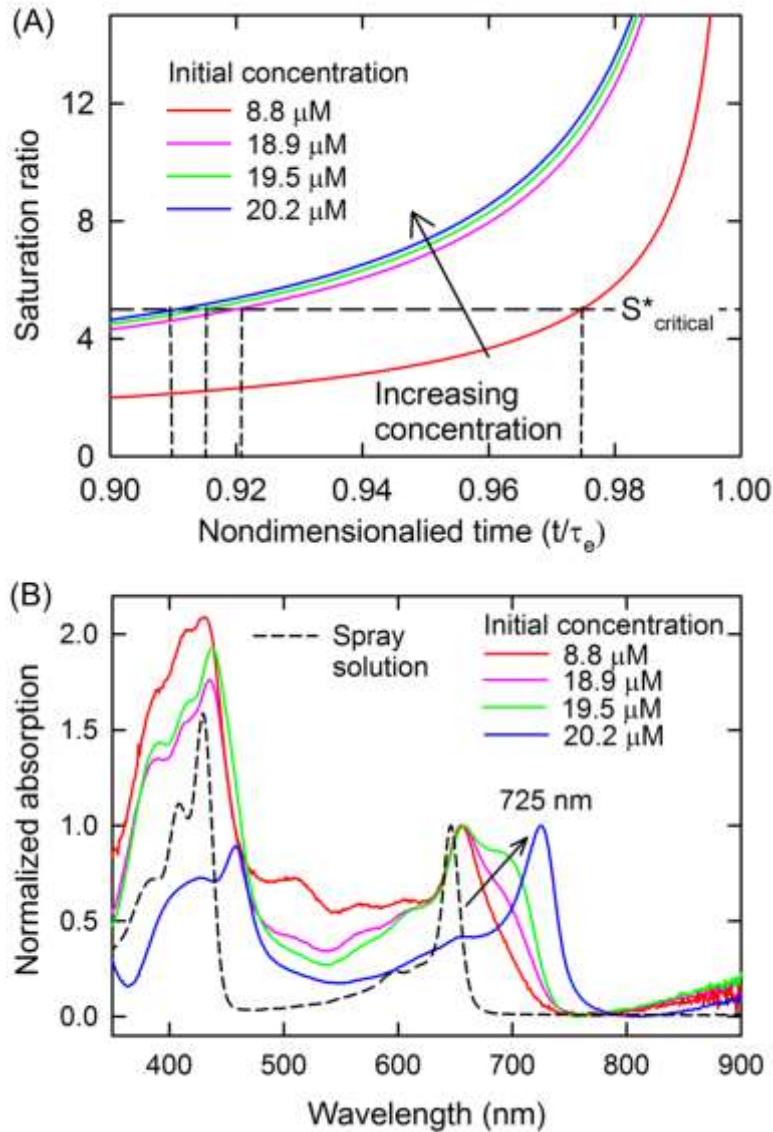 (A)
Initial concentration
8.8 μM
18.9 μM
19.5 μM
20.2 μM
S*critical
Increasing
concentration
Saturation ratio
12
8
4
0
0.90 0.92 0.94 0.96 0.98 1.00
Nondimensionalied time (t/τe)
(B)
Spray
solution
Initial concentration
8.8 μM
18.9 μM
19.5 μM
20.2 μM
725 nm
Normalized absorption
2.0
1.5
1.0
0.5
0.0
400 500 600 700 800 900
Wavelength (nm)